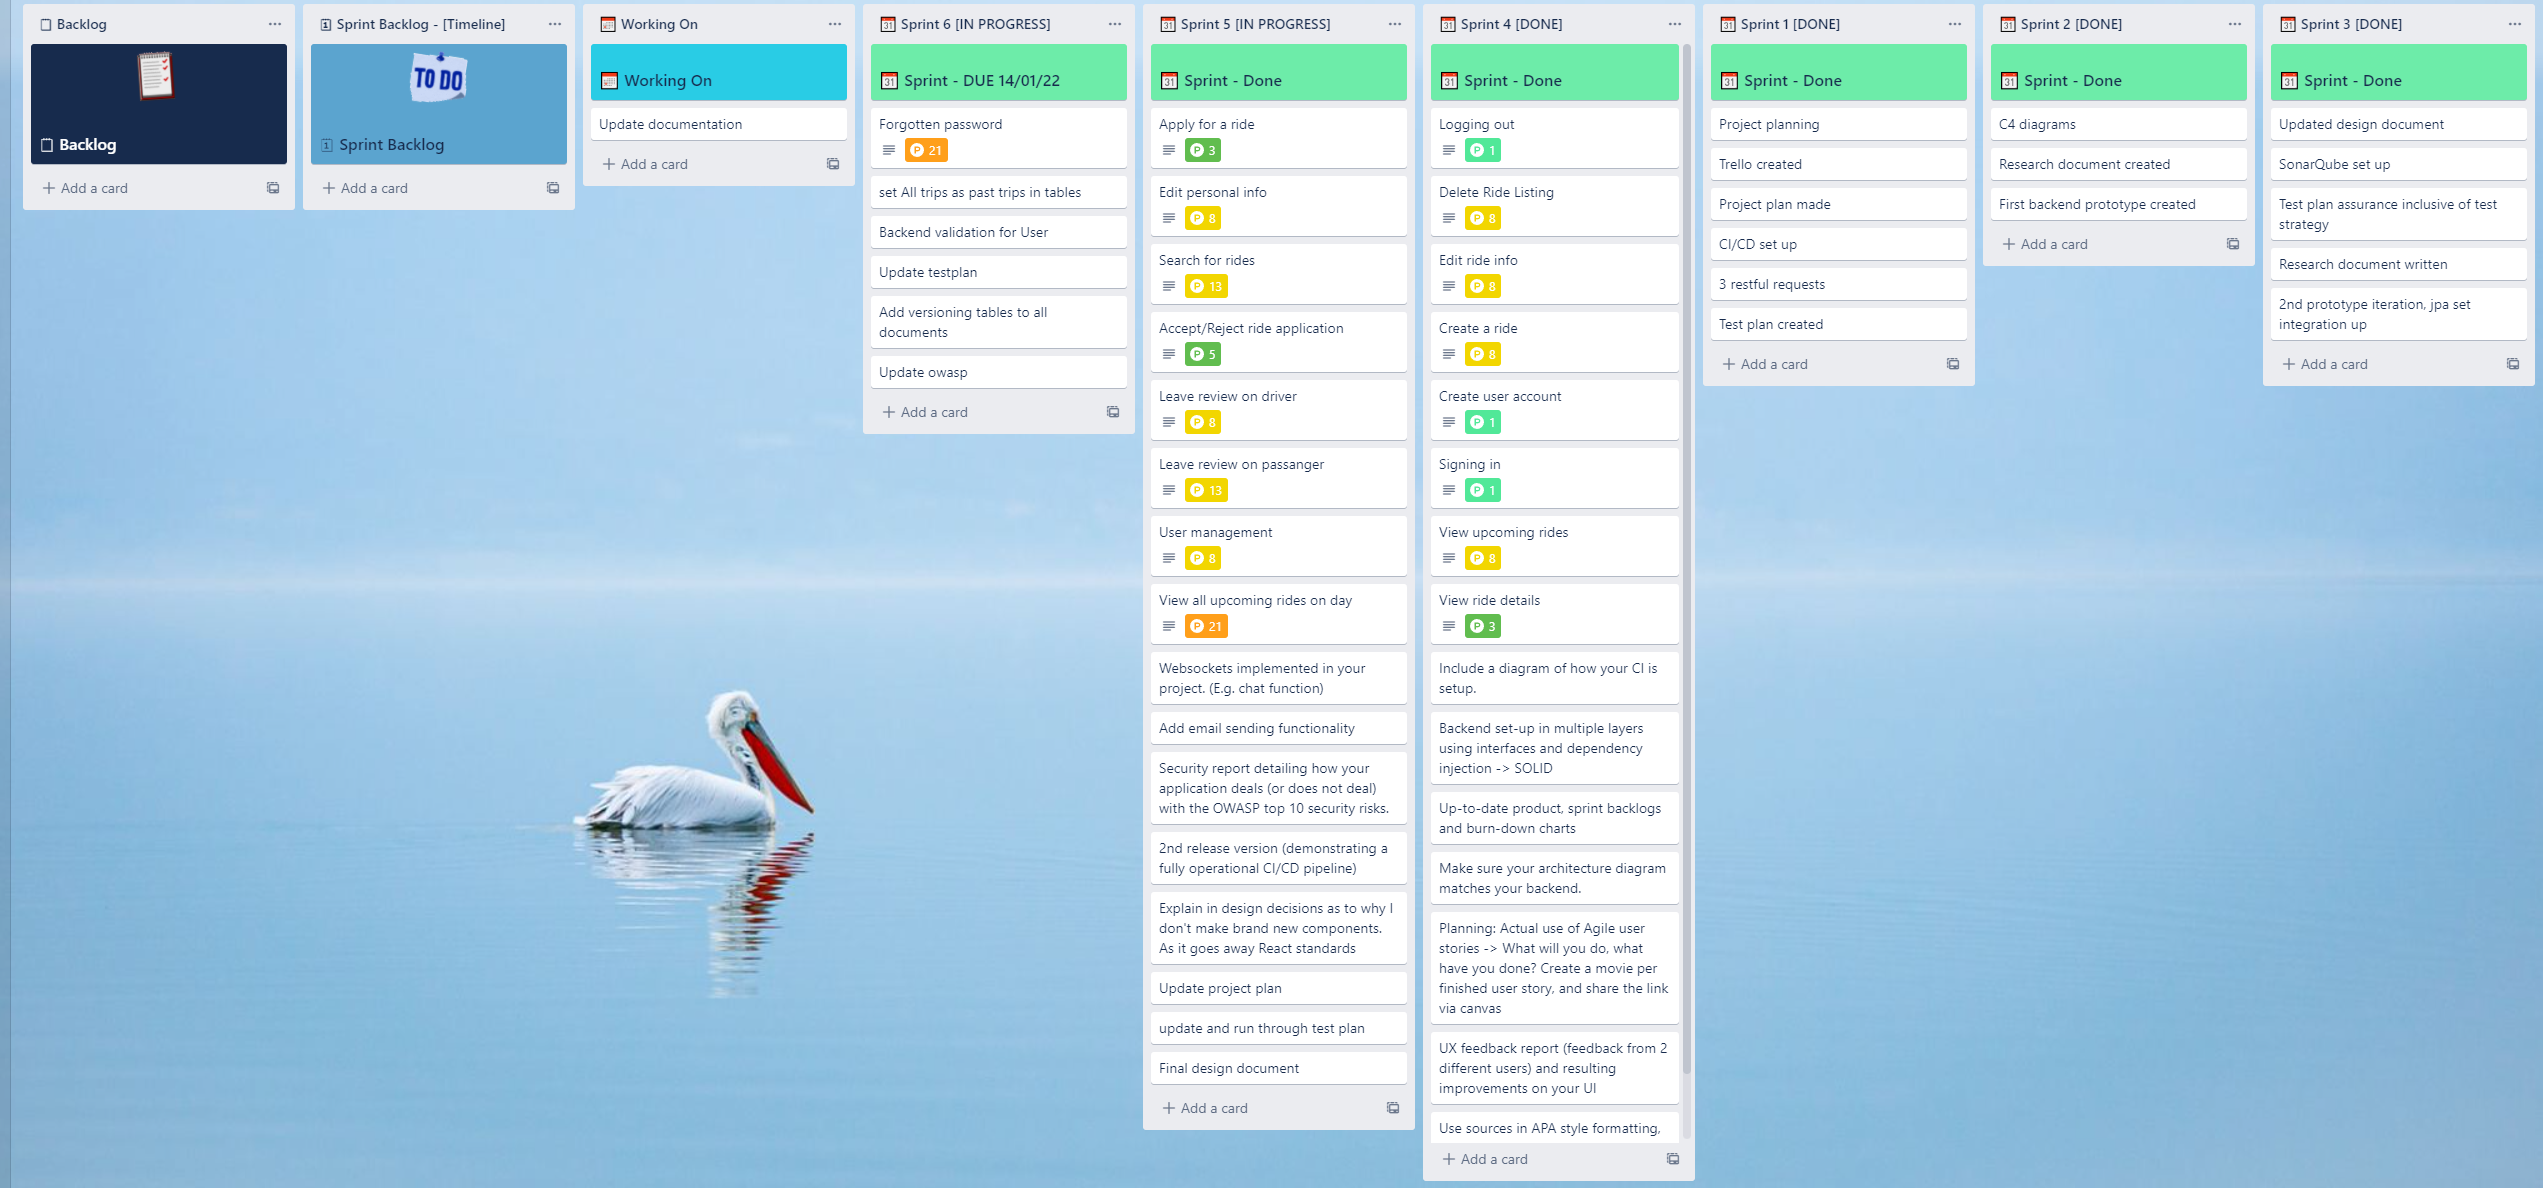 Backlog
Backlog
Add a card
Sprint Backlog - [Timeline]
TO DO
Sprint Backlog
Add a card
Working On
Working On
Update documentation
Add a card
Sprint 6 [IN PROGRESS]
Sprint - DUE 14/01/22
Forgotten password
P 21
set All trips as past trips in tables
Backend validation for User
Update testplan
Add versioning tables to all
documents
Update owasp
Add a card
Sprint 5 [IN PROGRESS]
Sprint - Done
Apply for a ride
P 3
Edit personal info
P 8
Search for rides
P 13
Accept/Reject ride application
P 5
Leave review on driver
P 8
Leave review on passanger
P 13
User management
P 8
View all upcoming rides on day
P 21
Websockets implemented in your
project. (E.g. chat function)
Add email sending functionality
Security report detailing how your
application deals (or does not deal)
with the OWASP top 10 security risks.
2nd release version (demonstrating a
fully operational CI/CD pipeline)
Explain in design decisions as to why I
don't make brand new components.
As it goes away React standards
Update project plan
update and run through test plan
Final design document
Add a card
Sprint 4 [DONE]
Sprint - Done
Logging out
P 1
Delete Ride Listing
P 8
Edit ride info
P 8
Create a ride
P 8
Create user account
P 1
Signing in
P 1
View upcoming rides
P 8
View ride details
P 3
Include a diagram of how your CI is
setup.
Backend set-up in multiple layers
using interfaces and dependency
injection -> SOLID
Up-to-date product, sprint backlogs
and burn-down charts
Make sure your architecture diagram
matches your backend.
Planning: Actual use of Agile user
stories -> What will you do, what
have you done? Create a movie per
finished user story, and share the link
via canvas
UX feedback report (feedback from 2
different users) and resulting
improvements on your UI
Use sources in APA style formatting,
Add a card
Sprint 1 [DONE]
Sprint - Done
Project planning
Trello created
Project plan made
CI/CD set up
3 restful requests
Test plan created
Add a card
Sprint 2 [DONE]
Sprint - Done
C4 diagrams
Research document created
First backend prototype created
Add a card
Sprint 3 [DONE]
Sprint - Done
Updated design document
SonarQube set up
Test plan assurance inclusive of test
strategy
Research document written
2nd prototype iteration, jpa set
integration up
Add a card